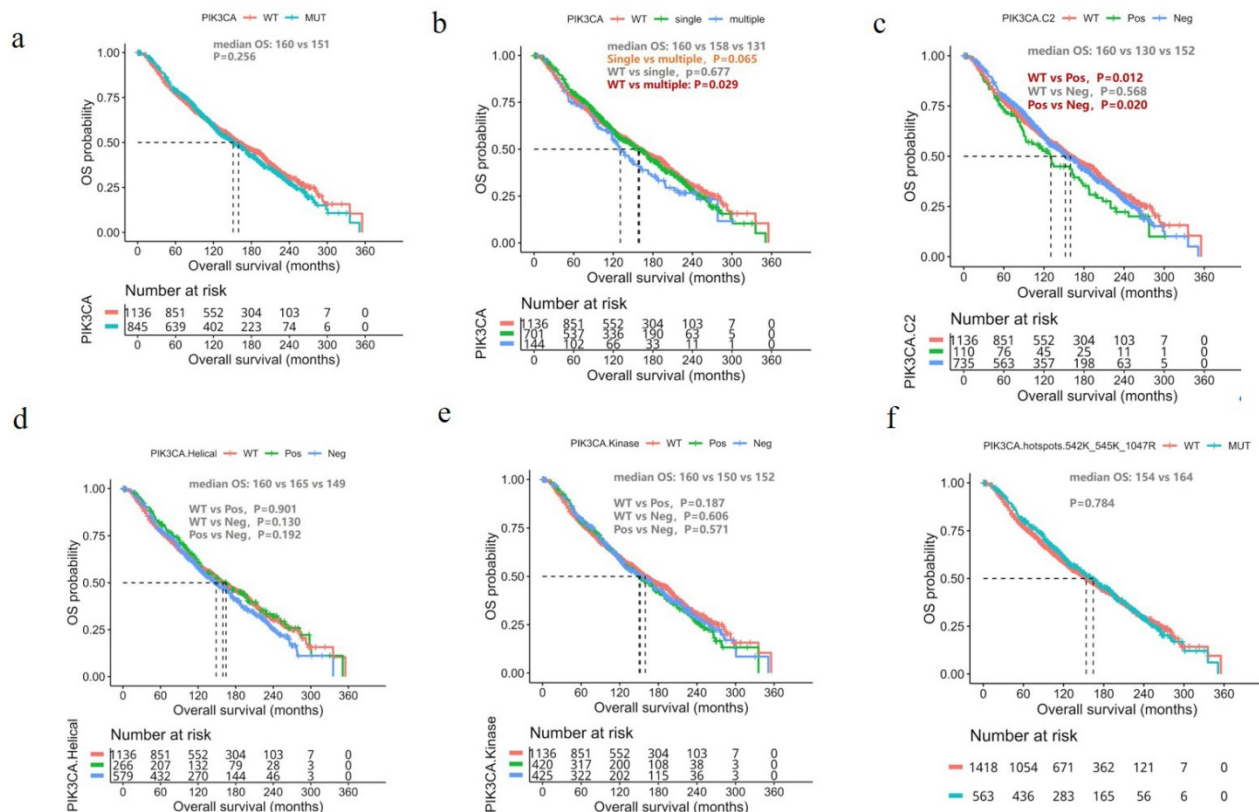 a
PIK3CA WT MUT
median OS: 160 vs 151
P=0.256
OS probability
1.00
0.75
0.50
0.25
0.00
0 60 120 180 240 300 360
Overall survival (months)
Number at risk
PIK3CA
1136 851 552 304 103 7 0
845 639 402 223 74 6 0
0 60 120 180 240 300 360
b
PIK3CA WT single multiple
median OS: 160 vs 158 vs 131
Single vs multiple, P=0.065
WT vs single, p=0.677
WT vs multiple: P=0.029
OS probability
1.00
0.75
0.50
0.25
0.00
0 60 120 180 240 300 360
Overall survival (months)
Number at risk
PIK3CA
1136 851 552 304 103 7 0
701 537 336 190 63 5 0
144 102 66 33 11 1 0
0 60 120 180 240 300 360
c
PIK3CA.C2 WT Pos Neg
median OS: 160 vs 130 vs 152
WT vs Pos, P=0.012
WT vs Neg, P=0.568
Pos vs Neg, P=0.020
OS probability
1.00
0.75
0.50
0.25
0.00
0 60 120 180 240 300 360
Overall survival (months)
Number at risk
PIK3CA.C2
1136 851 552 304 103 7 0
110 76 45 25 11 1 0
735 563 357 198 63 5 0
0 60 120 180 240 300 360
d
PIK3CA.Helical WT Pos Neg
median OS: 160 vs 165 vs 149
WT vs Pos, P=0.901
WT vs Neg, P=0.130
Pos vs Neg, P=0.192
OS probability
1.00
0.75
0.50
0.25
0.00
0 60 120 180 240 300 360
Overall survival (months)
Number at risk
PIK3CA.Helical
1136 851 552 304 103 7 0
266 207 132 79 28 3 0
579 432 270 144 46 3 0
0 60 120 180 240 300 360
e
PIK3CA.Kinase WT Pos Neg
median OS: 160 vs 150 vs 152
WT vs Pos, P=0.187
WT vs Neg, P=0.606
Pos vs Neg, P=0.571
OS probability
1.00
0.75
0.50
0.25
0.00
0 60 120 180 240 300 360
Overall survival (months)
Number at risk
PIK3CA.Kinase
1136 851 552 304 103 7 0
420 317 200 108 38 3 0
425 322 202 115 36 3 0
0 60 120 180 240 300 360
f
PIK3CA.hotspots.542K_545K_1047R WT MUT
median OS: 154 vs 164
P=0.784
OS probability
1.00
0.75
0.50
0.25
0.00
0 60 120 180 240 300 360
Overall survival (months)
Number at risk
1418 1054 671 362 121 7 0
563 436 283 165 56 6 0